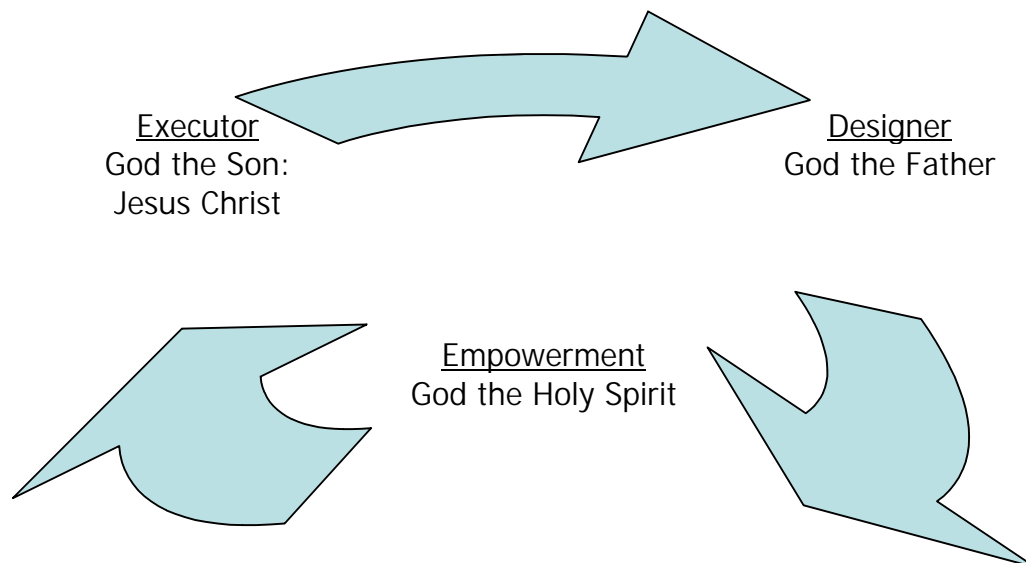 Executor
God the Son:
Jesus Christ
Designer
God the Father
Empowerment
God the Holy Spirit